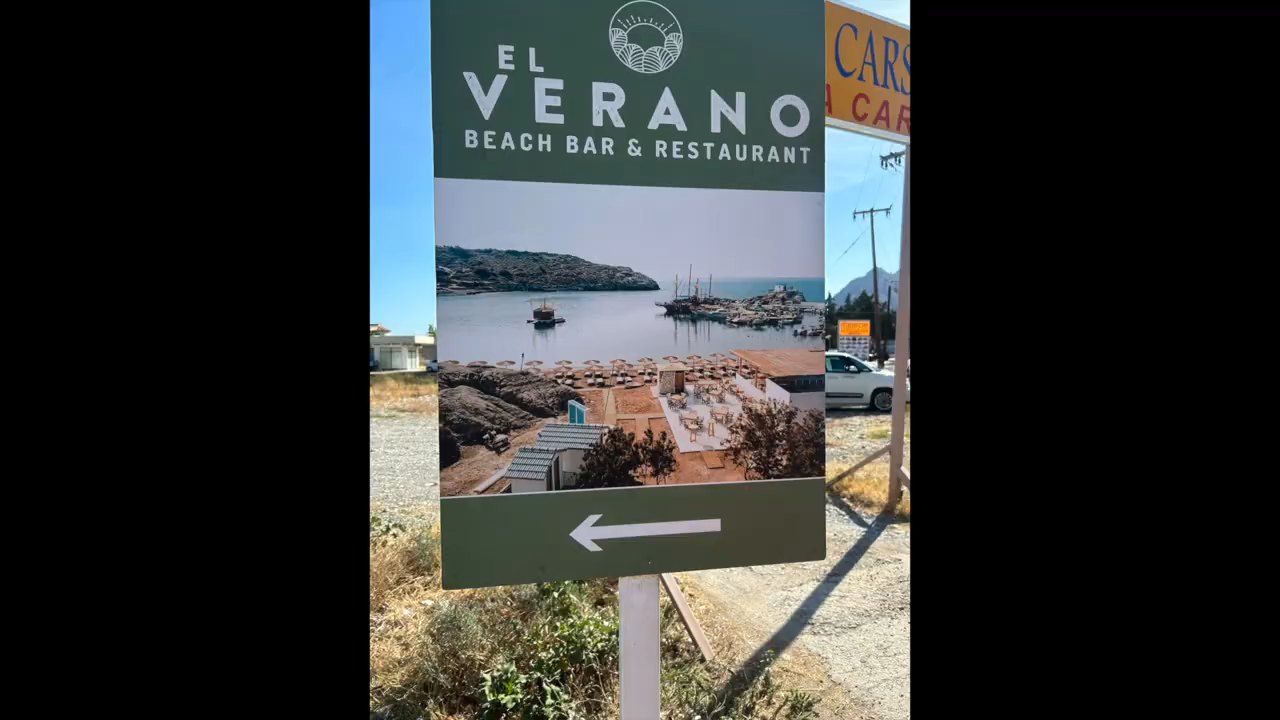 EL
VERANO
BEACH BAR & RESTAURANT
CARS
A CAR